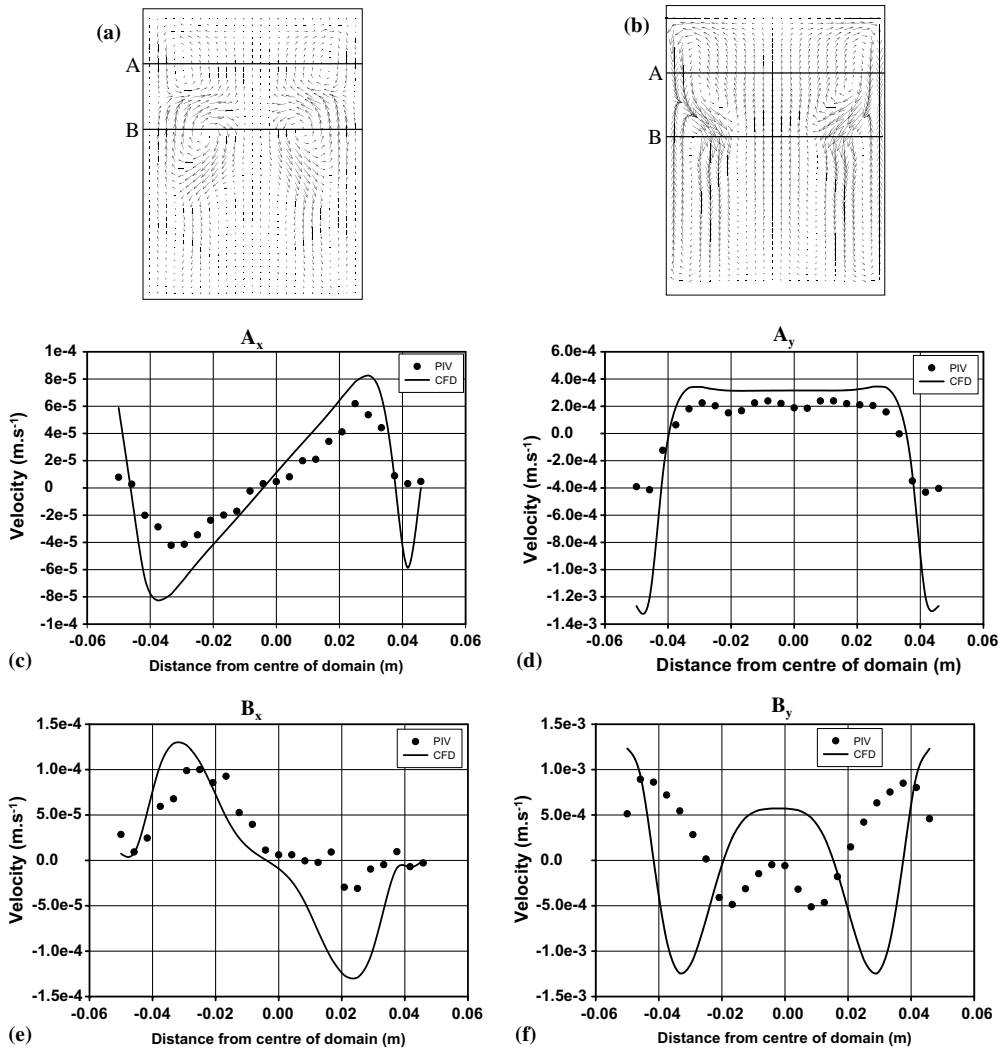 (a)
A
B
(b)
A
B
A_x
1e-4
8e-5
6e-5
4e-5
2e-5
0
-2e-5
-4e-5
-6e-5
-8e-5
-1e-4
Velocity (m.s⁻¹)
PIV
CFD
-0.06 -0.04 -0.02 0.00 0.02 0.04 0.06
(c)
Distance from centre of domain (m)
A_y
6.0e-4
4.0e-4
2.0e-4
0.0
-2.0e-4
-4.0e-4
-6.0e-4
-8.0e-4
-1.0e-3
-1.2e-3
-1.4e-3
Velocity (m.s⁻¹)
PIV
CFD
-0.06 -0.04 -0.02 0.00 0.02 0.04 0.06
(d)
Distance from centre of domain (m)
B_x
1.5e-4
1.0e-4
5.0e-5
0.0
-5.0e-5
-1.0e-4
-1.5e-4
Velocity (m.s⁻¹)
PIV
CFD
-0.06 -0.04 -0.02 0.00 0.02 0.04 0.06
(e)
Distance from centre of domain (m)
B_y
1.5e-3
1.0e-3
5.0e-4
0.0
-5.0e-4
-1.0e-3
-1.5e-3
Velocity (m.s⁻¹)
PIV
CFD
-0.06 -0.04 -0.02 0.00 0.02 0.04 0.06
(f)
Distance from centre of domain (m)